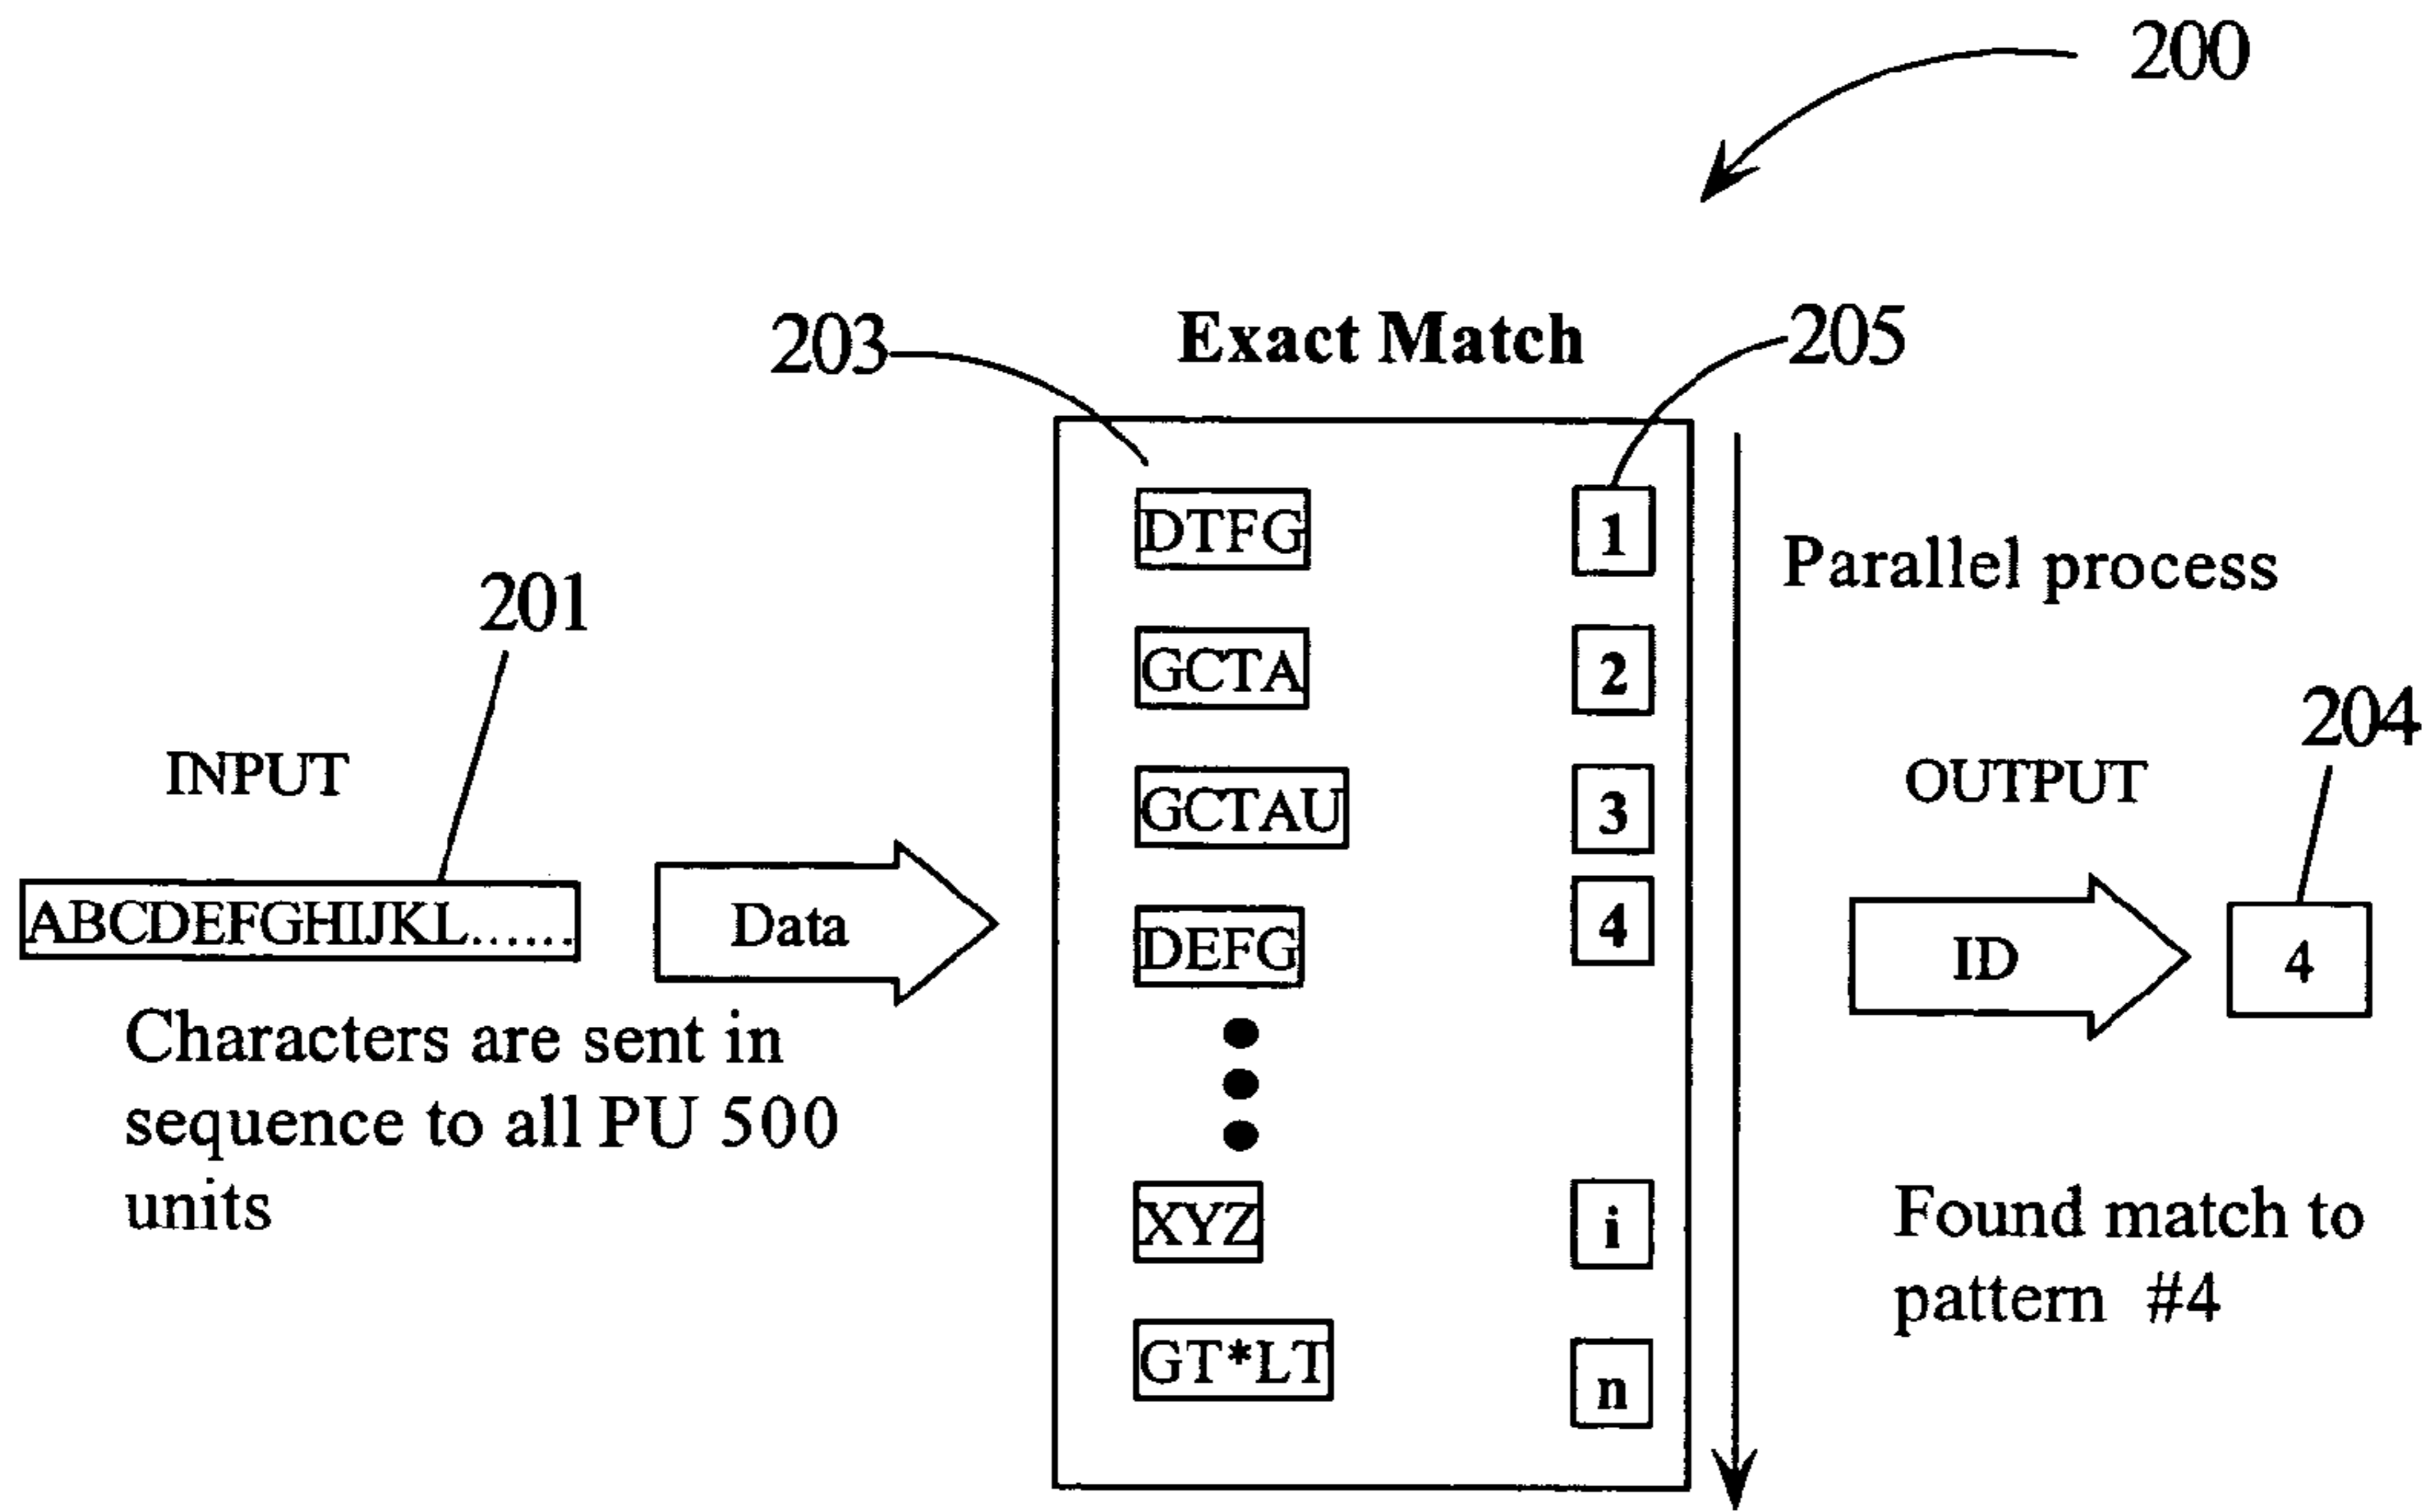 200
203
Exact Match
205
DTFG
1
Parallel process
201
GCTA
2
204
INPUT
GCTAU
3
OUTPUT
ABCDEFGHIJKL......
Data
DEFG
4
ID
4
Characters are sent in
sequence to all PU 500
units
XYZ
i
Found match to
pattern #4
GT*LT
n